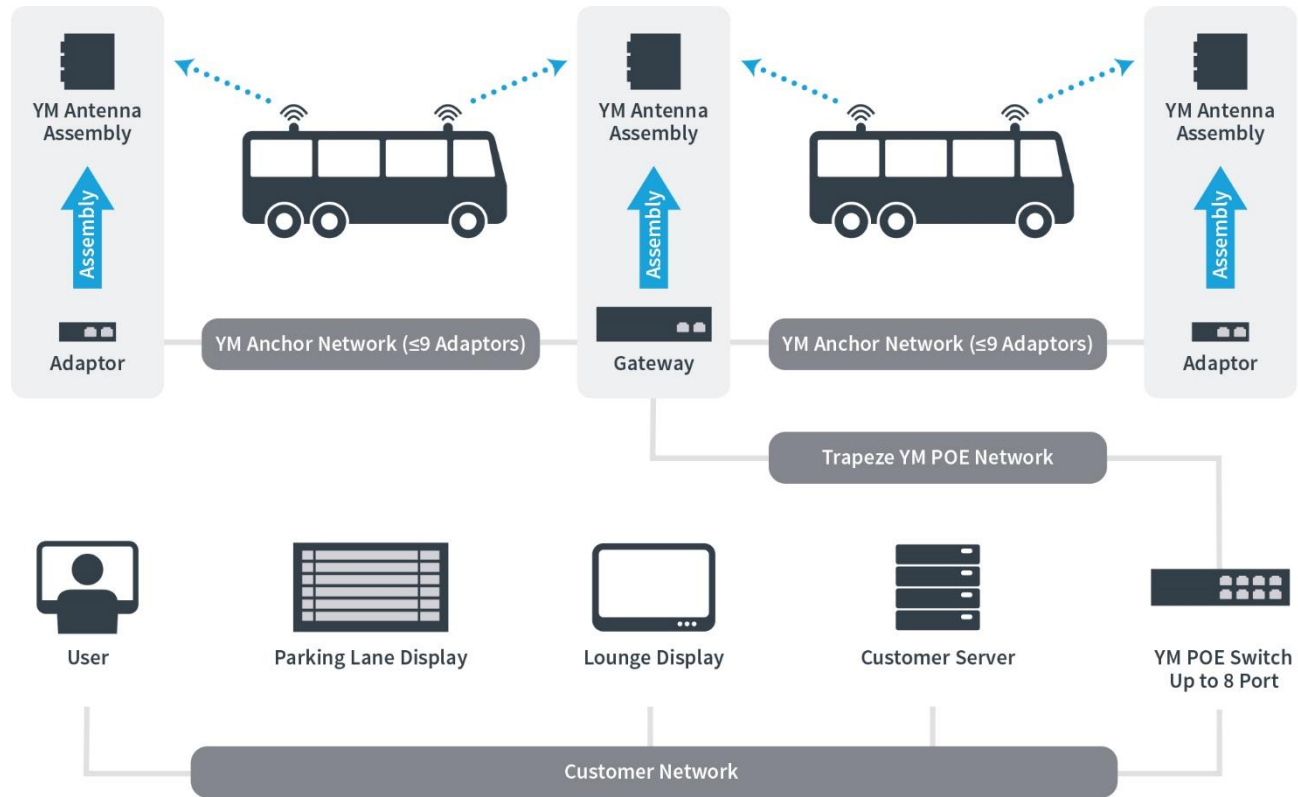 YM Antenna
Assembly
YM Antenna
Assembly
YM Antenna
Assembly
Assembly
Assembly
Assembly
Adaptor
YM Anchor Network (≤9 Adaptors)
Gateway
YM Anchor Network (≤9 Adaptors)
Adaptor
Trapeze YM POE Network
User
Parking Lane Display
Lounge Display
Customer Server
YM POE Switch
Up to 8 Port
Customer Network